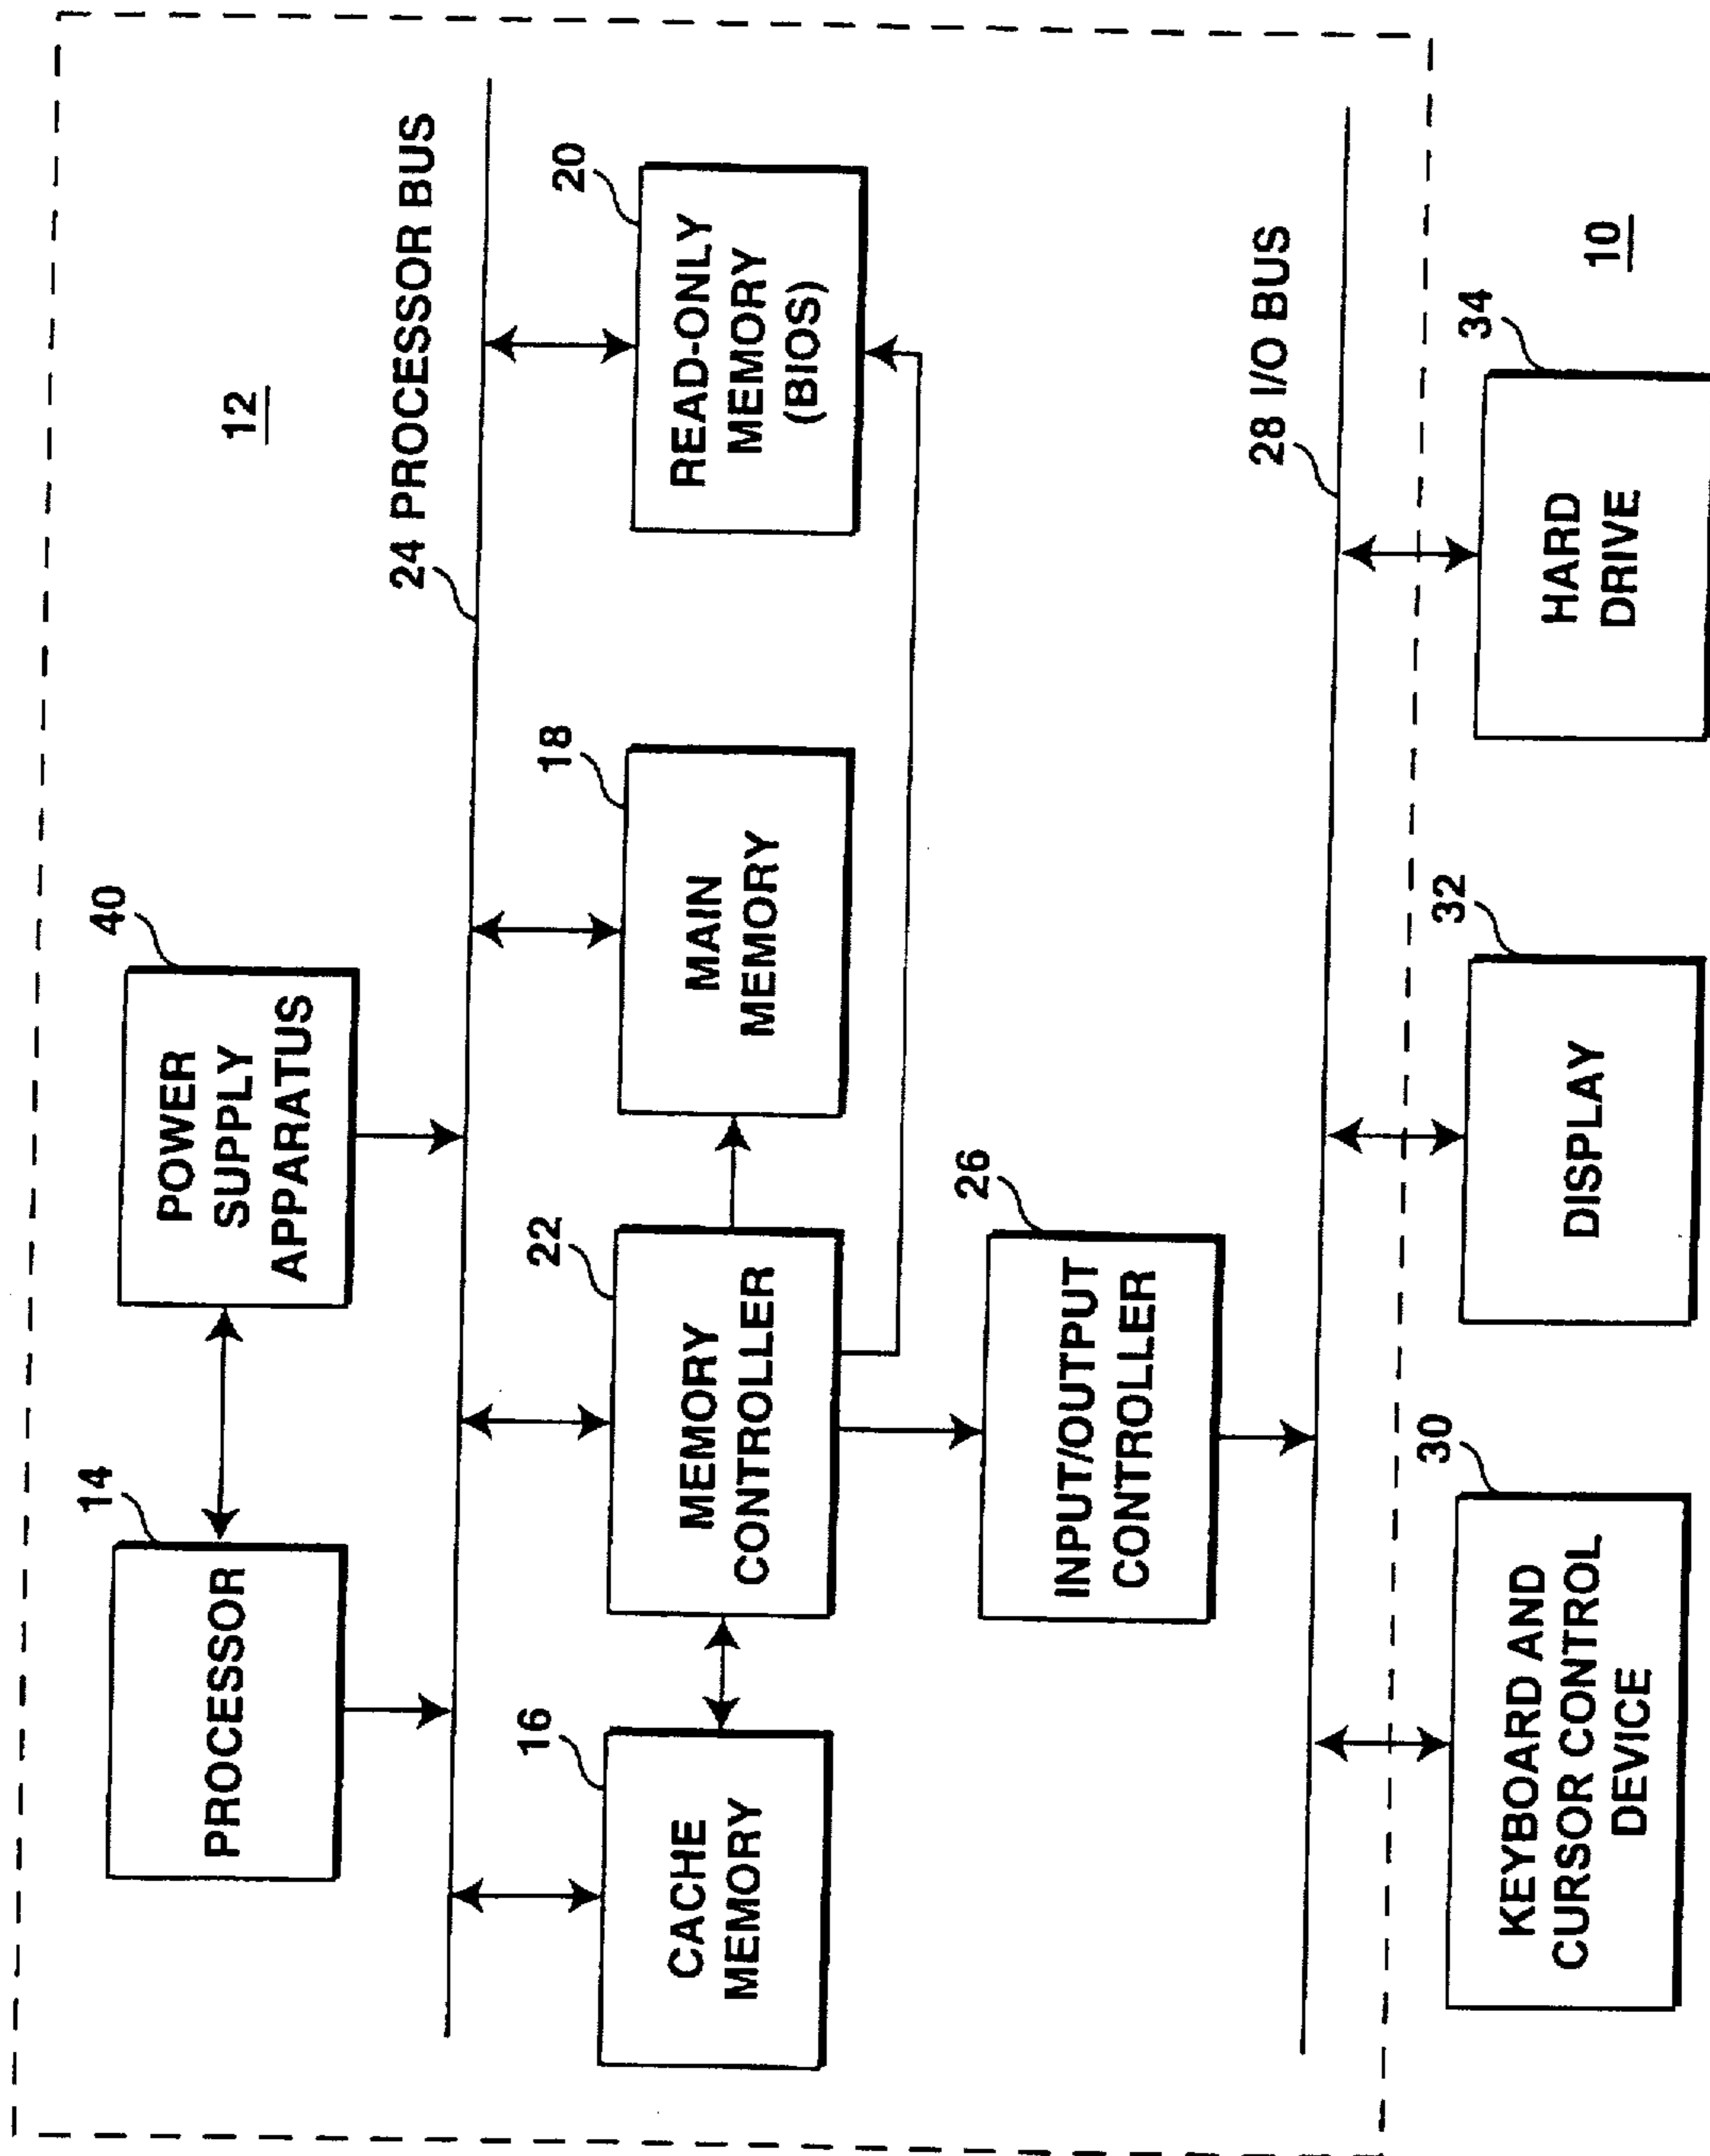 12
14
PROCESSOR
40
POWER
SUPPLY
APPARATUS
24 PROCESSOR BUS
16
CACHE
MEMORY
22
MEMORY
CONTROLLER
18
MAIN
MEMORY
20
READ-ONLY
MEMORY
(BIOS)
26
INPUT/OUTPUT
CONTROLLER
28 I/O BUS
30
KEYBOARD AND
CURSOR CONTROL
DEVICE
32
DISPLAY
34
HARD
DRIVE
10